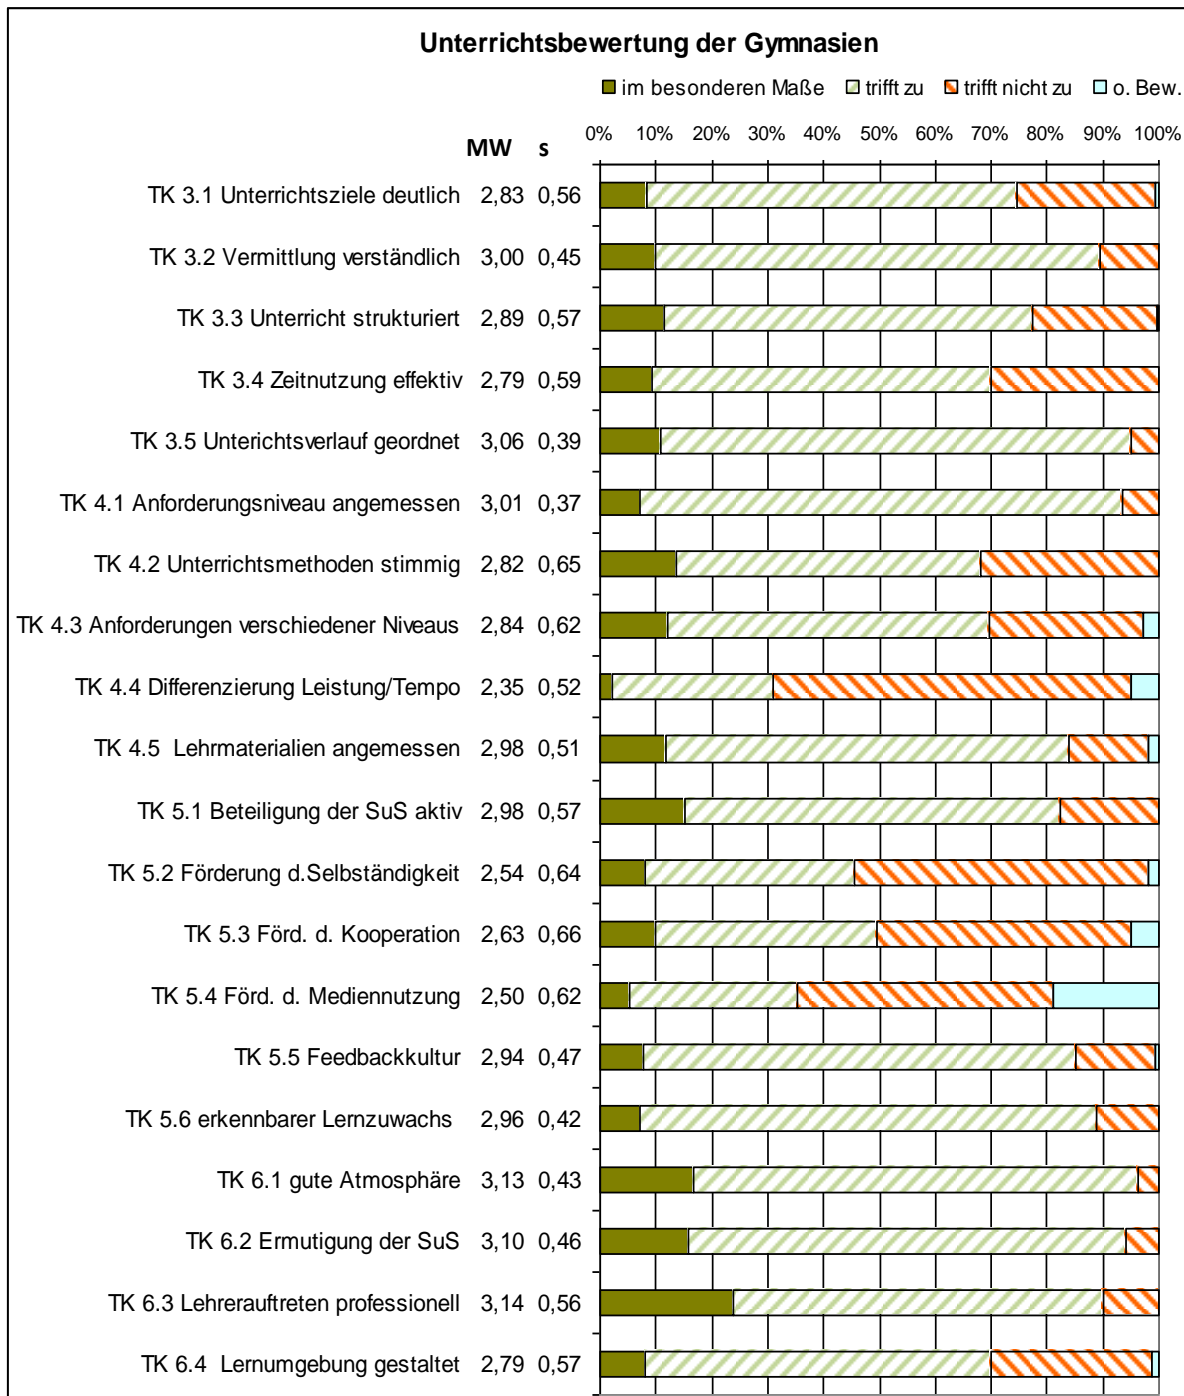 Unterrichtsbewertung der Gymnasien
im besonderen Maße trifft zu trifft nicht zu o. Bew.
0% 10% 20% 30% 40% 50% 60% 70% 80% 90% 100%
MW s
TK 3.1 Unterrichtsziele deutlich 2,83 0,56
TK 3.2 Vermittlung verständlich 3,00 0,45
TK 3.3 Unterricht strukturiert 2,89 0,57
TK 3.4 Zeitnutzung effektiv 2,79 0,59
TK 3.5 Unterichtsverlauf geordnet 3,06 0,39
TK 4.1 Anforderungsniveau angemessen 3,01 0,37
TK 4.2 Unterrichtsmethoden stimmig 2,82 0,65
TK 4.3 Anforderungen verschiedener Niveaus 2,84 0,62
TK 4.4 Differenzierung Leistung/Tempo 2,35 0,52
TK 4.5 Lehrmaterialien angemessen 2,98 0,51
TK 5.1 Beteiligung der SuS aktiv 2,98 0,57
TK 5.2 Förderung d.Selbständigkeit 2,54 0,64
TK 5.3 Förd. d. Kooperation 2,63 0,66
TK 5.4 Förd. d. Mediennutzung 2,50 0,62
TK 5.5 Feedbackkultur 2,94 0,47
TK 5.6 erkennbarer Lernzuwachs 2,96 0,42
TK 6.1 gute Atmosphäre 3,13 0,43
TK 6.2 Ermutigung der SuS 3,10 0,46
TK 6.3 Lehrerauftreten professionell 3,14 0,56
TK 6.4 Lernumgebung gestaltet 2,79 0,57